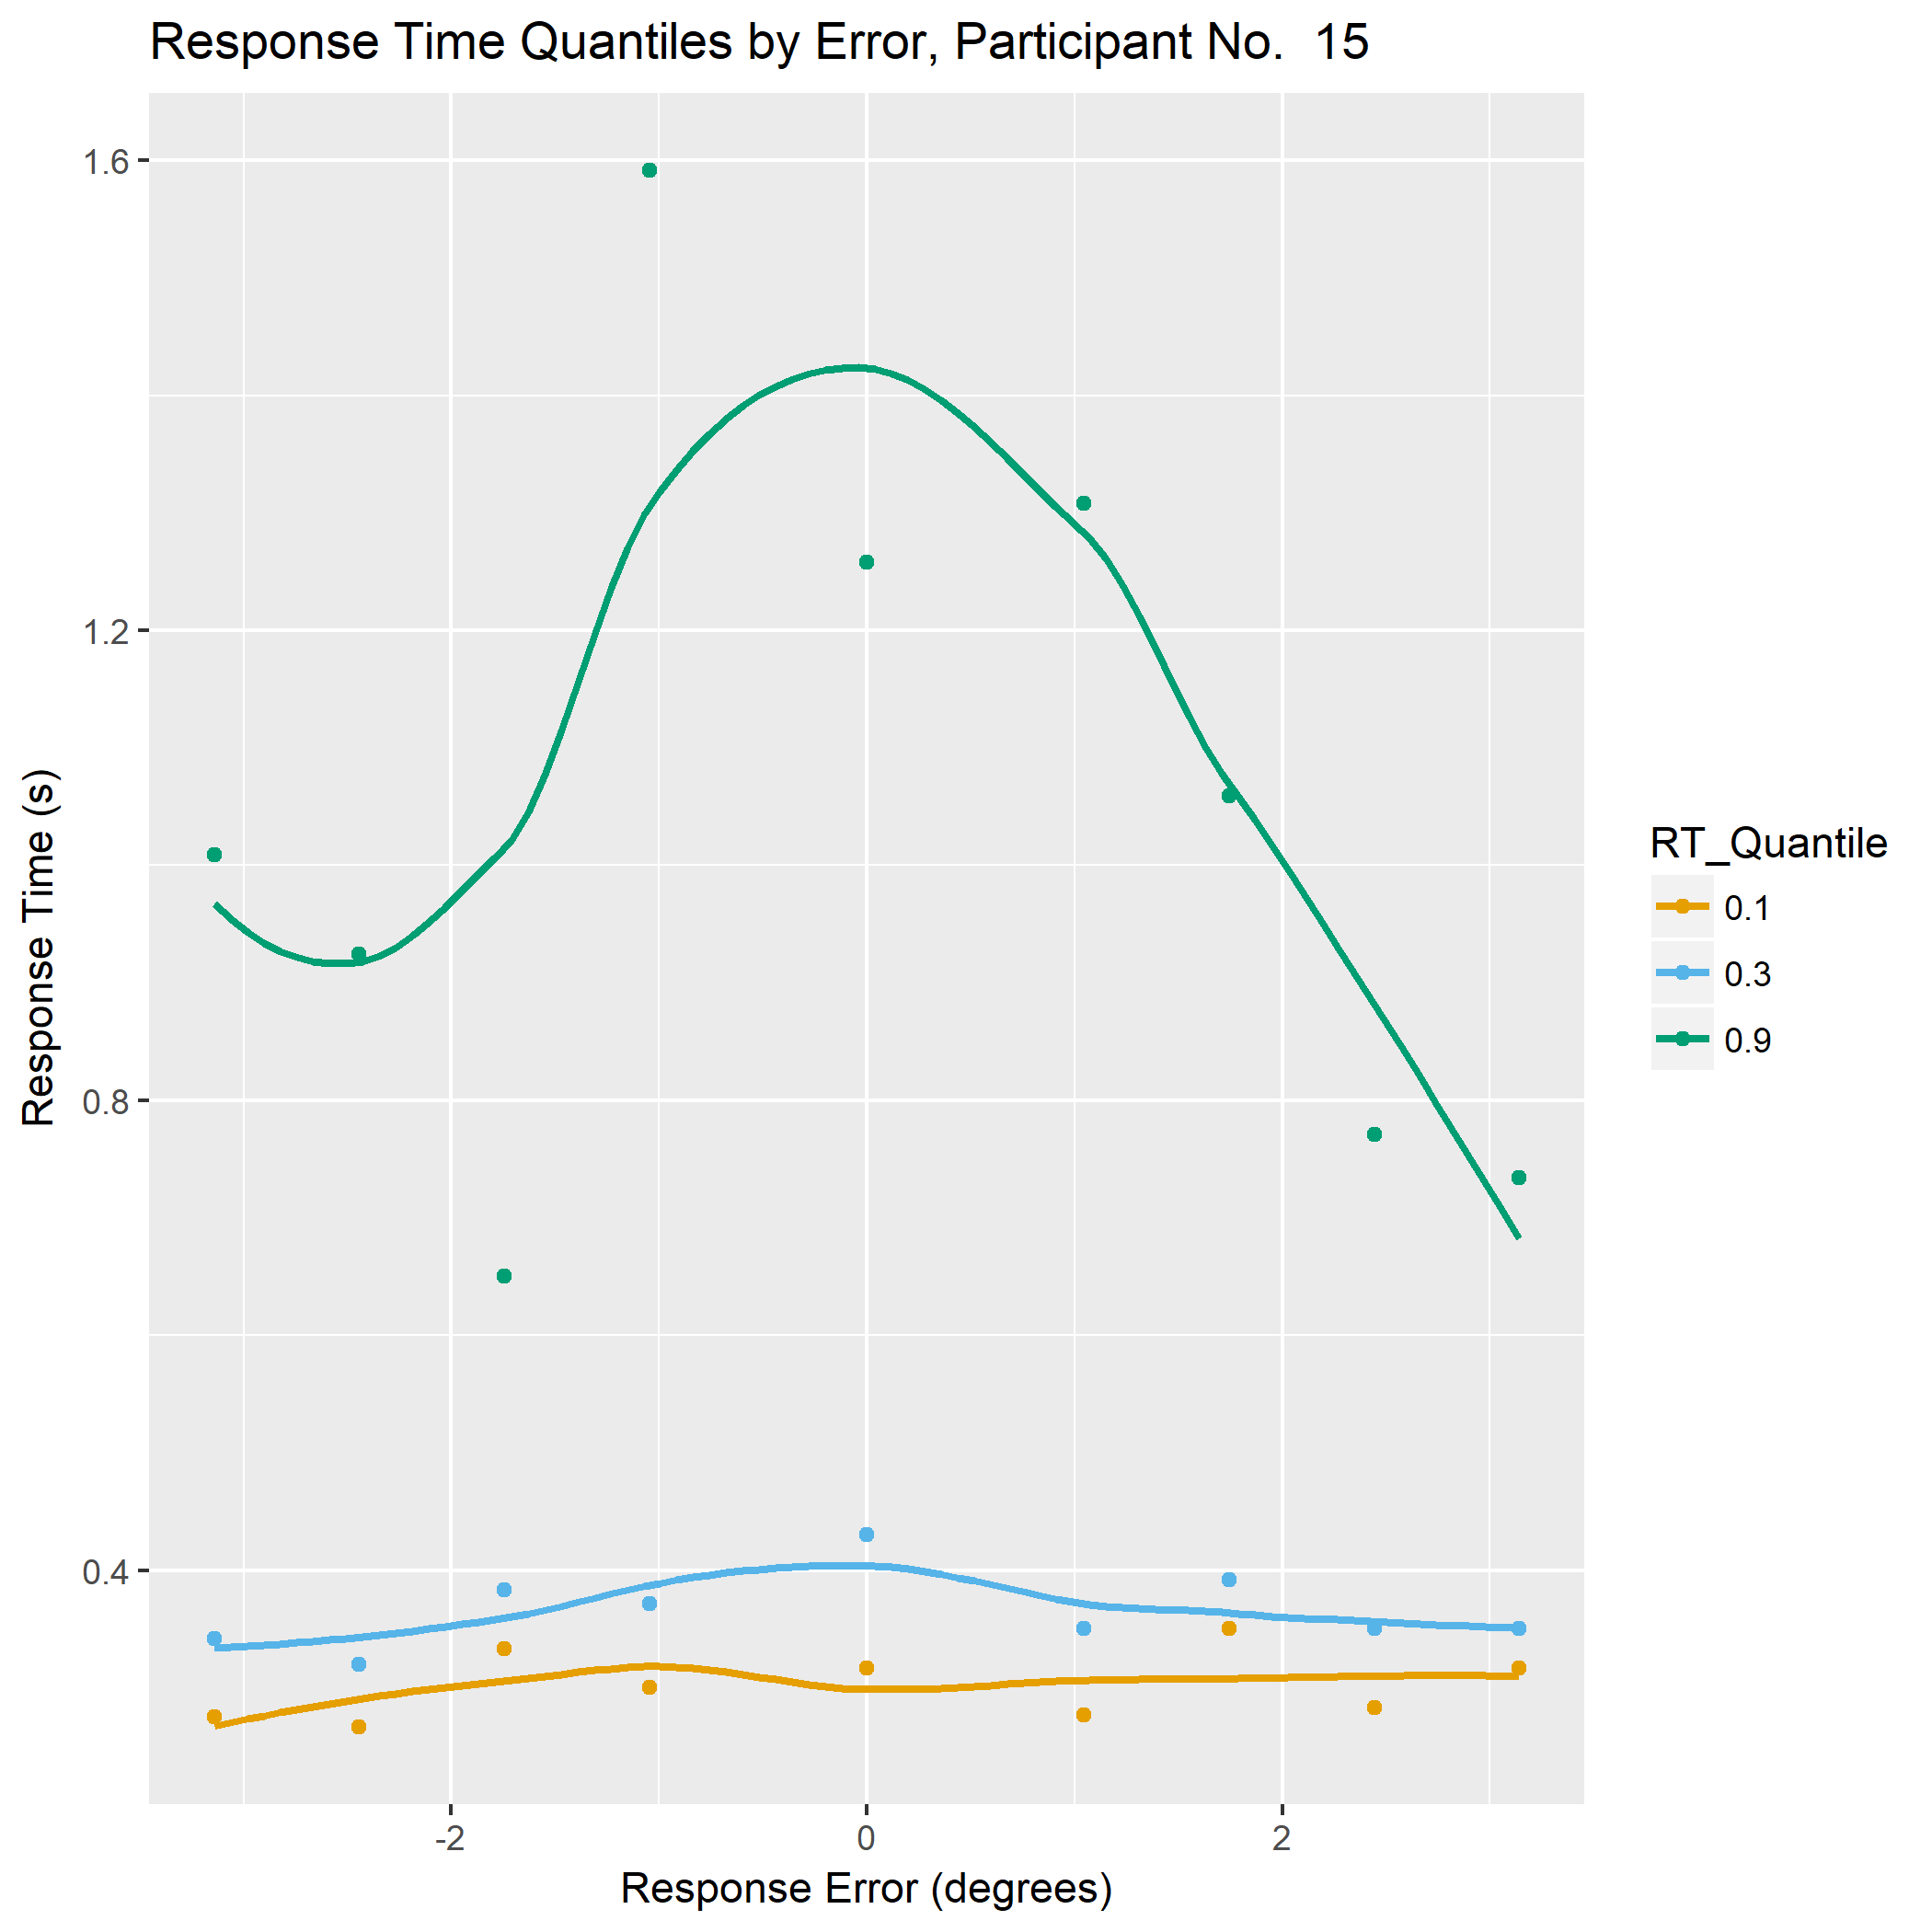 Response Time Quantiles by Error, Participant No.  15
1.6
1.2
0.8
0.4
Response Time (s)
-2 0 2
Response Error (degrees)
RT_Quantile
0.1
0.3
0.9